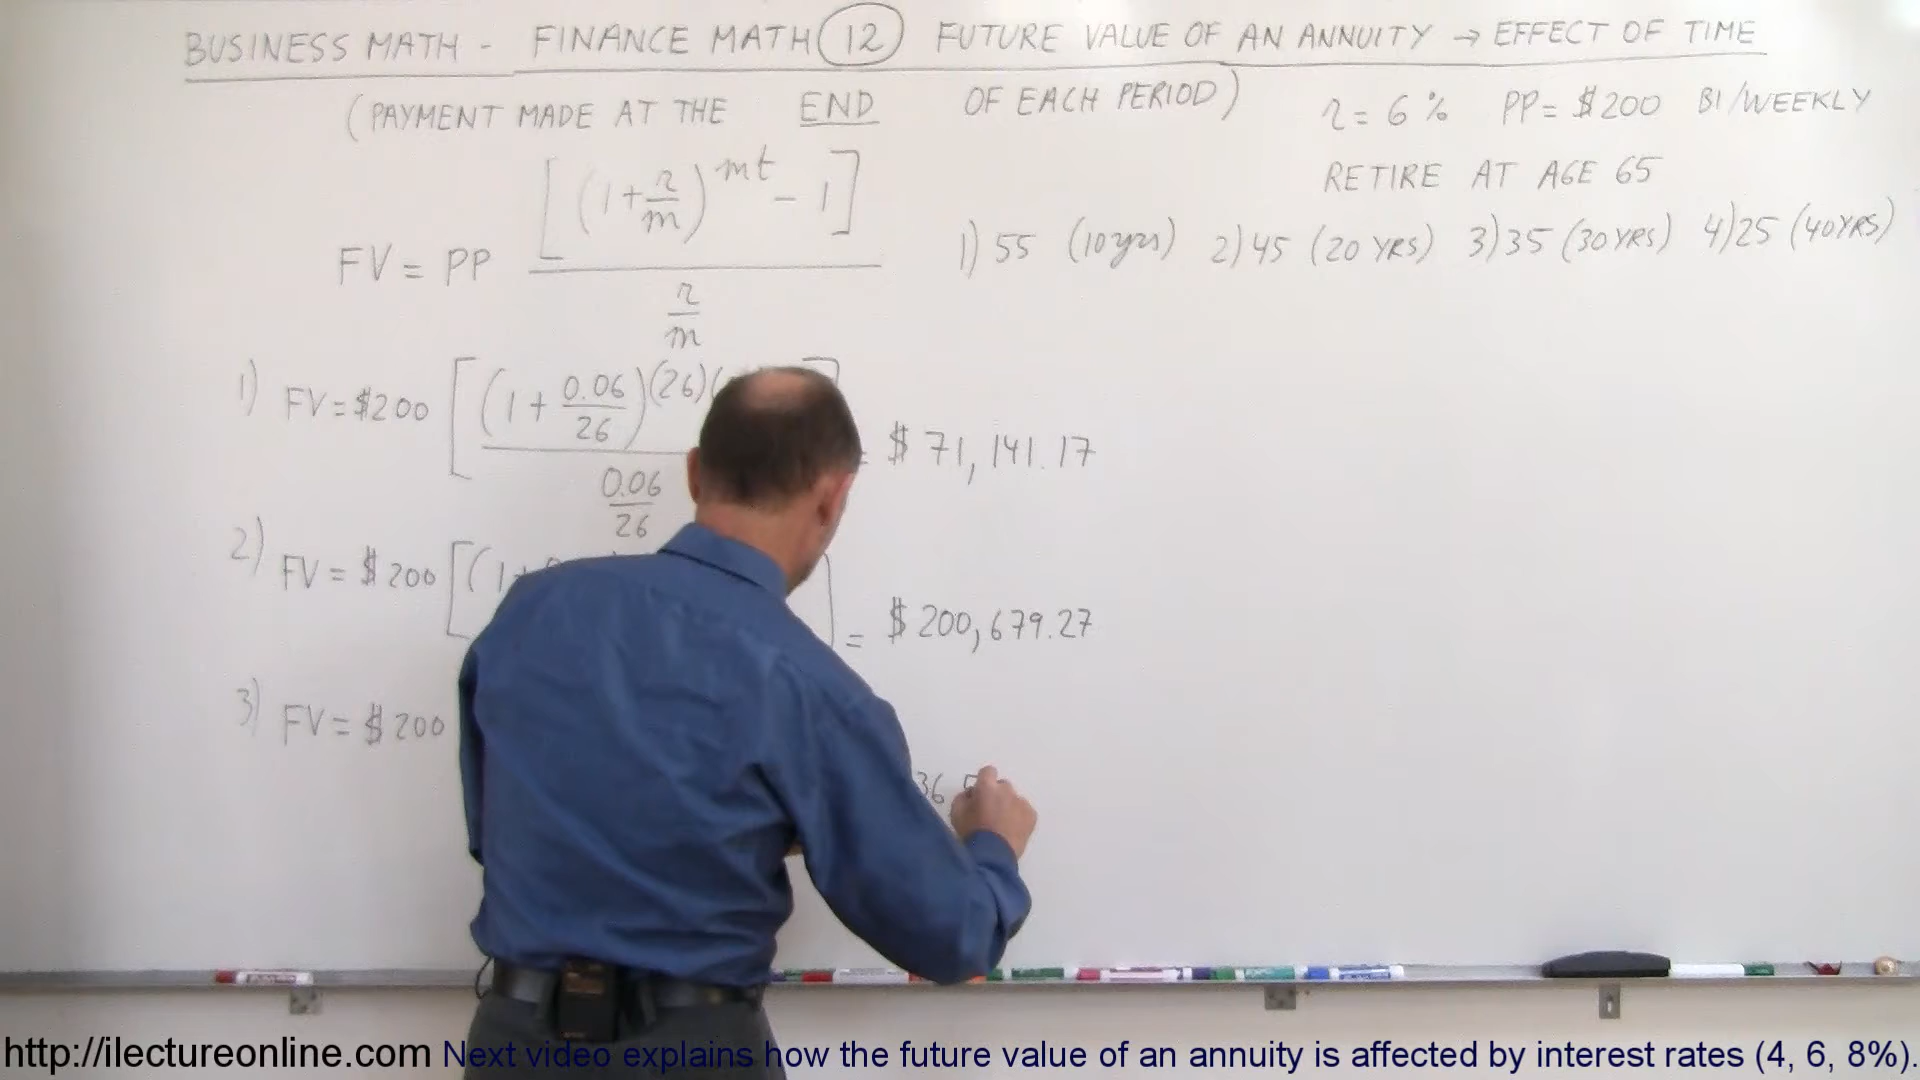 BUSINESS MATH - FINANCE MATH 12 FUTURE VALUE OF AN ANNUITY → EFFECT OF TIME
(PAYMENT MADE AT THE END OF EACH PERIOD)
r = 6% PP = $200 BI/WEEKLY
RETIRE AT AGE 65
1) 55 (10 yrs) 2) 45 (20 YRS) 3) 35 (30 YRS) 4) 25 (40 YRS)
FV = PP [(1 + r/m)^mt - 1]
r/m
1) FV = $200 [(1 + 0.06/26)^(26)( ] = $71,141.17
0.06/26
2) FV = $200 [(1+ ] = $200,679.27
3) FV = $200
36,5
http://ilectureonline.com Next video explains how the future value of an annuity is affected by interest rates (4, 6, 8%).